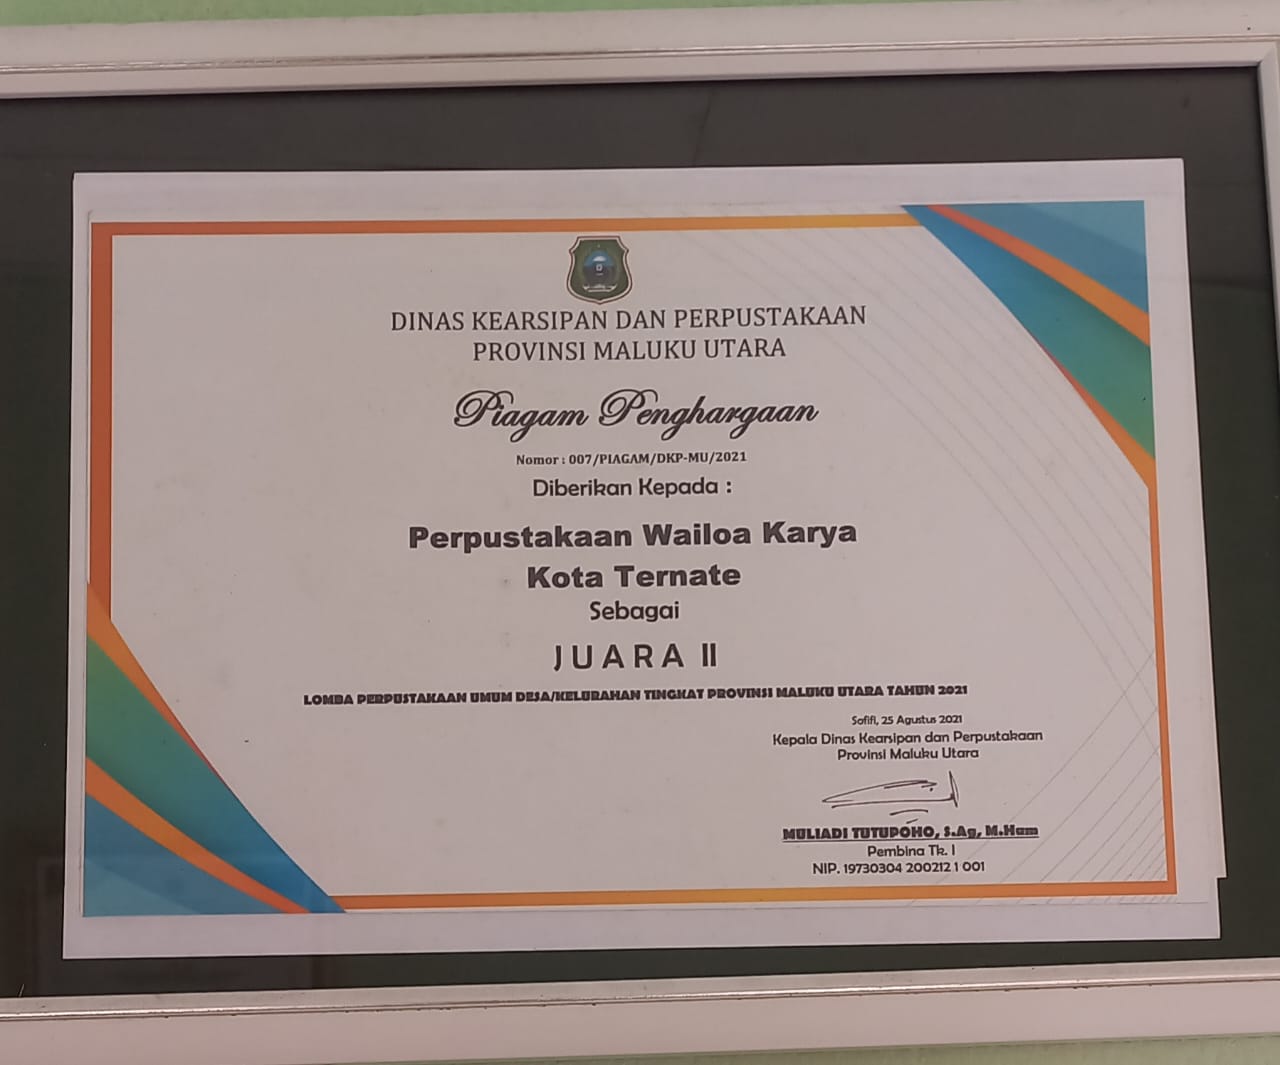 DINAS KEARSIPAN DAN PERPUSTAKAAN
PROVINSI MALUKU UTARA
Piagam Penghargaan
Nomor : 007/PIAGAM/DKP-MU/2021
Diberikan Kepada :
Perpustakaan Wailoa Karya
Kota Ternate
Sebagai
JUARA II
LOMBA PERPUSTAKAAN UMUM DESA/KELURAHAN TINGKAT PROVINSI MALUKU UTARA TAHUN 2021
Sofifi, 25 Agustus 2021
Kepala Dinas Kearsipan dan Perpustakaan
Provinsi Maluku Utara
MULIADI TUTUPOHO, S.Ag, M.Ham
Pembina Tk. I
NIP. 19730304 200212 1 001